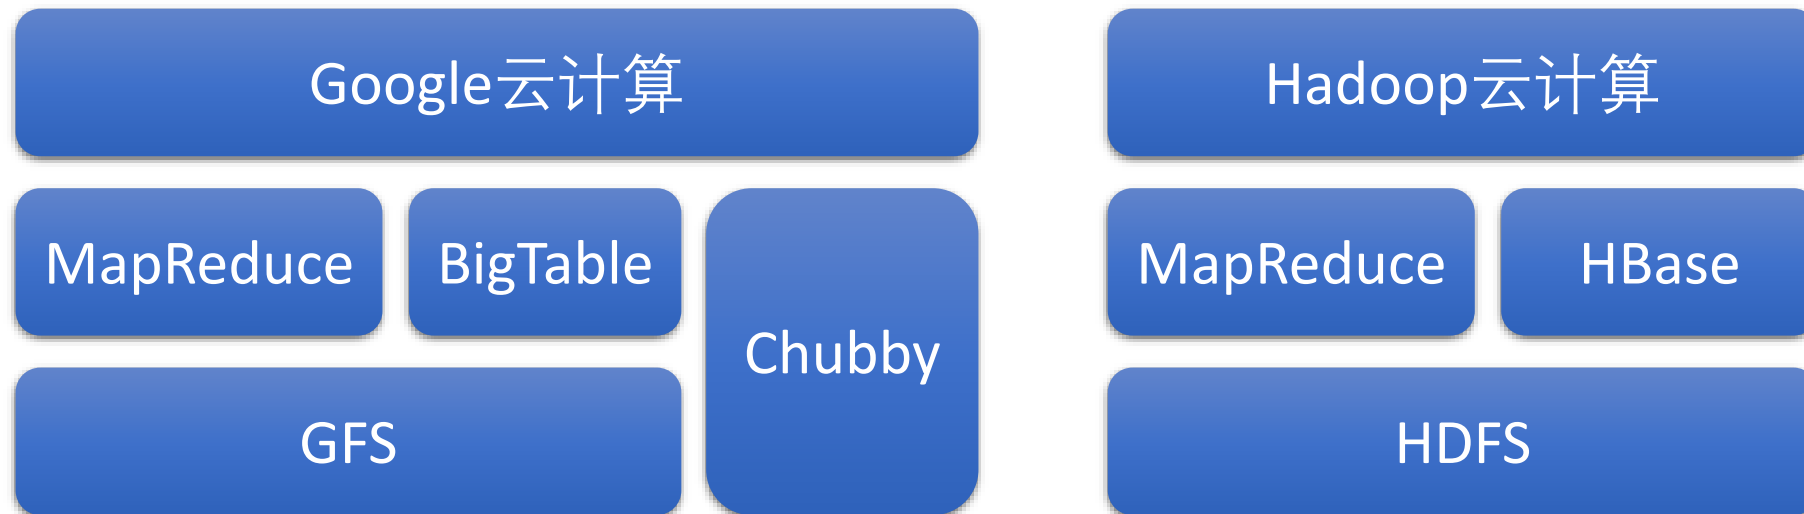 Google云计算
Hadoop云计算
MapReduce
BigTable
Chubby
MapReduce
HBase
GFS
HDFS